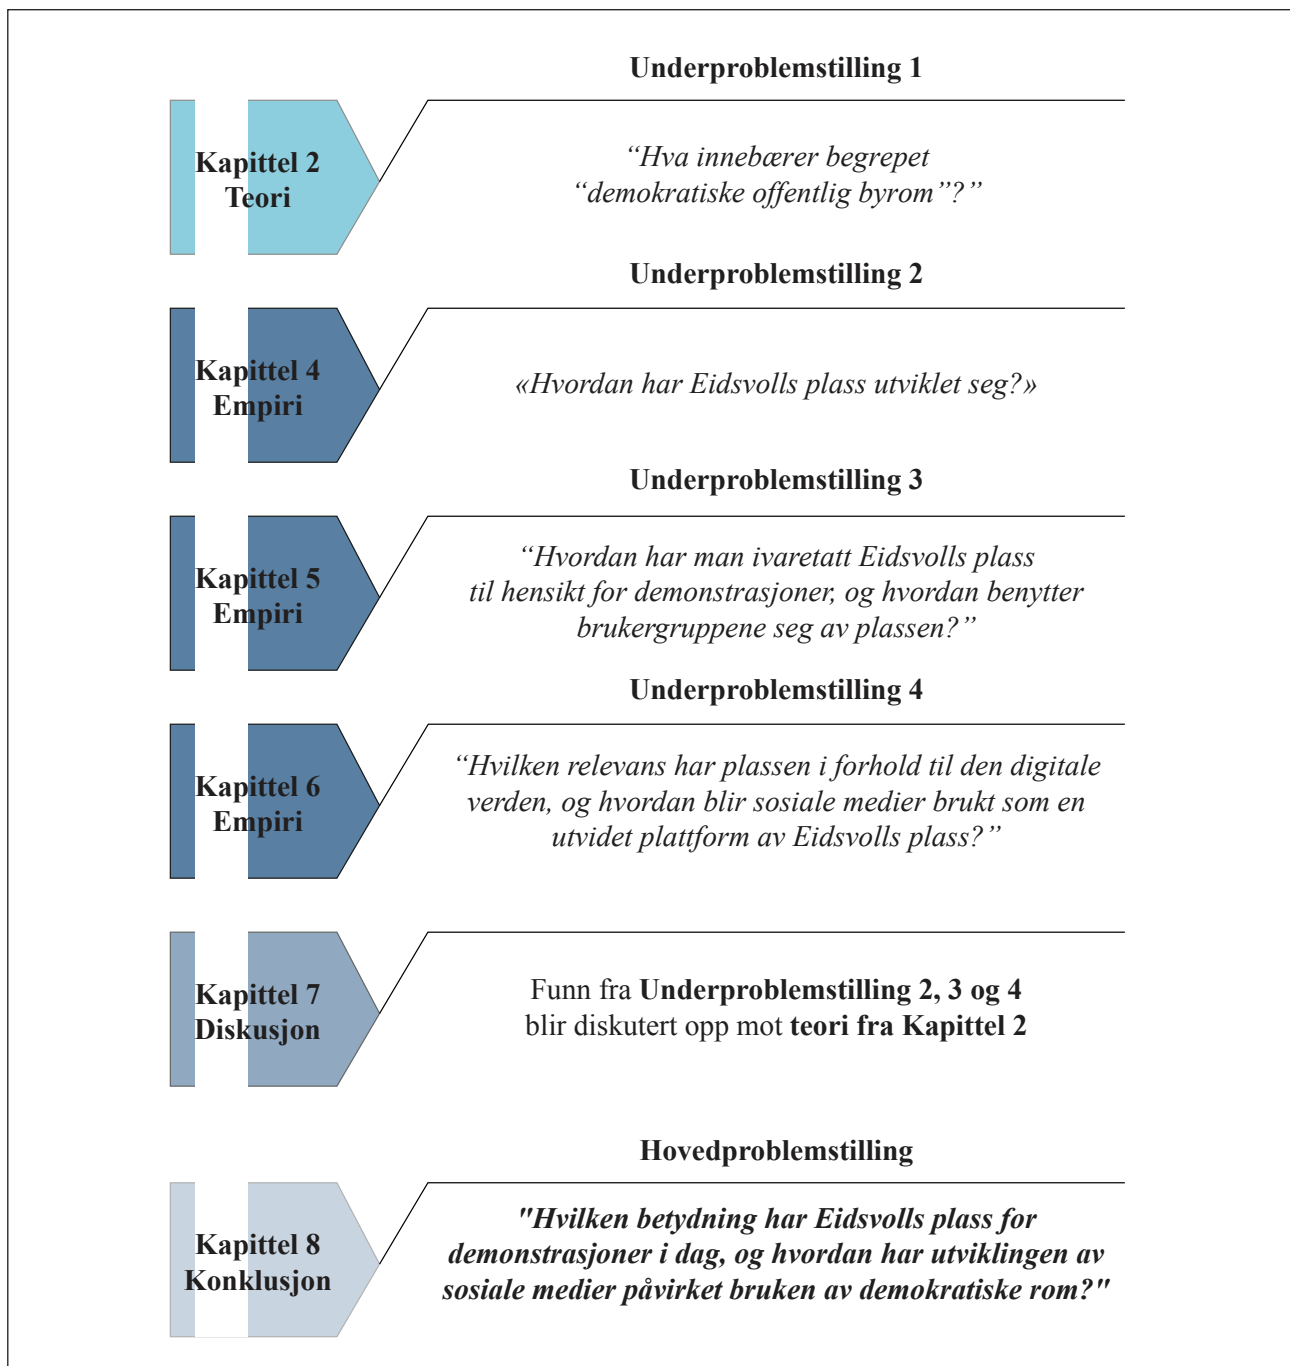 Underproblemstilling 1
Kapittel 2
Teori
“Hva innebærer begrepet
“demokratiske offentlig byrom”?”
Underproblemstilling 2
Kapittel 4
Empiri
«Hvordan har Eidsvolls plass utviklet seg?»
Underproblemstilling 3
Kapittel 5
Empiri
“Hvordan har man ivaretatt Eidsvolls plass
til hensikt for demonstrasjoner, og hvordan benytter
brukergruppene seg av plassen?”
Underproblemstilling 4
Kapittel 6
Empiri
“Hvilken relevans har plassen i forhold til den digitale
verden, og hvordan blir sosiale medier brukt som en
utvidet plattform av Eidsvolls plass?”
Kapittel 7
Diskusjon
Funn fra Underproblemstilling 2, 3 og 4
blir diskutert opp mot teori fra Kapittel 2
Hovedproblemstilling
Kapittel 8
Konklusjon
"Hvilken betydning har Eidsvolls plass for
demonstrasjoner i dag, og hvordan har utviklingen av
sosiale medier påvirket bruken av demokratiske rom?"